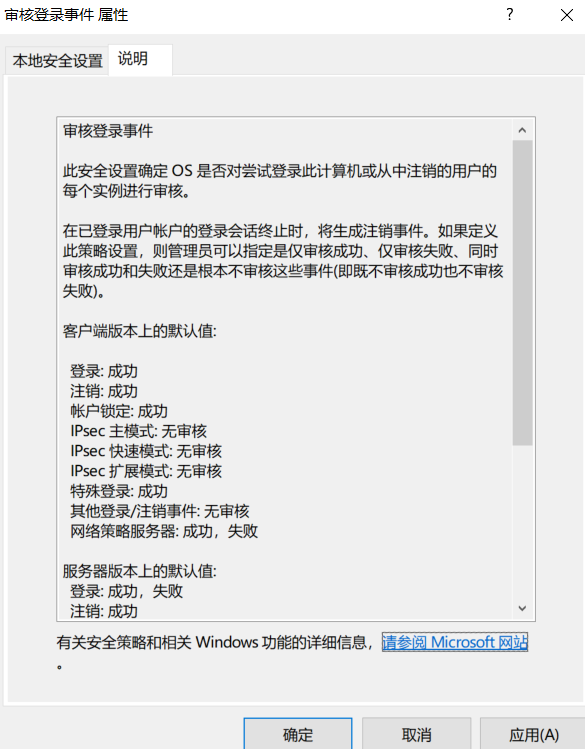 审核登录事件 属性
?
本地安全设置 说明
审核登录事件
此安全设置确定 OS 是否对尝试登录此计算机或从中注销的用户的
每个实例进行审核。
在已登录用户帐户的登录会话终止时，将生成注销事件。如果定义
此策略设置，则管理员可以指定是仅审核成功、仅审核失败、同时
审核成功和失败还是根本不审核这些事件(即既不审核成功也不审核
失败)。
客户端版本上的默认值:
登录: 成功
注销: 成功
帐户锁定: 成功
IPsec 主模式: 无审核
IPsec 快速模式: 无审核
IPsec 扩展模式: 无审核
特殊登录: 成功
其他登录/注销事件: 无审核
网络策略服务器: 成功，失败
服务器版本上的默认值:
登录: 成功，失败
注销: 成功
有关安全策略和相关 Windows 功能的详细信息，请参阅 Microsoft 网站
。
确定 取消 应用(A)